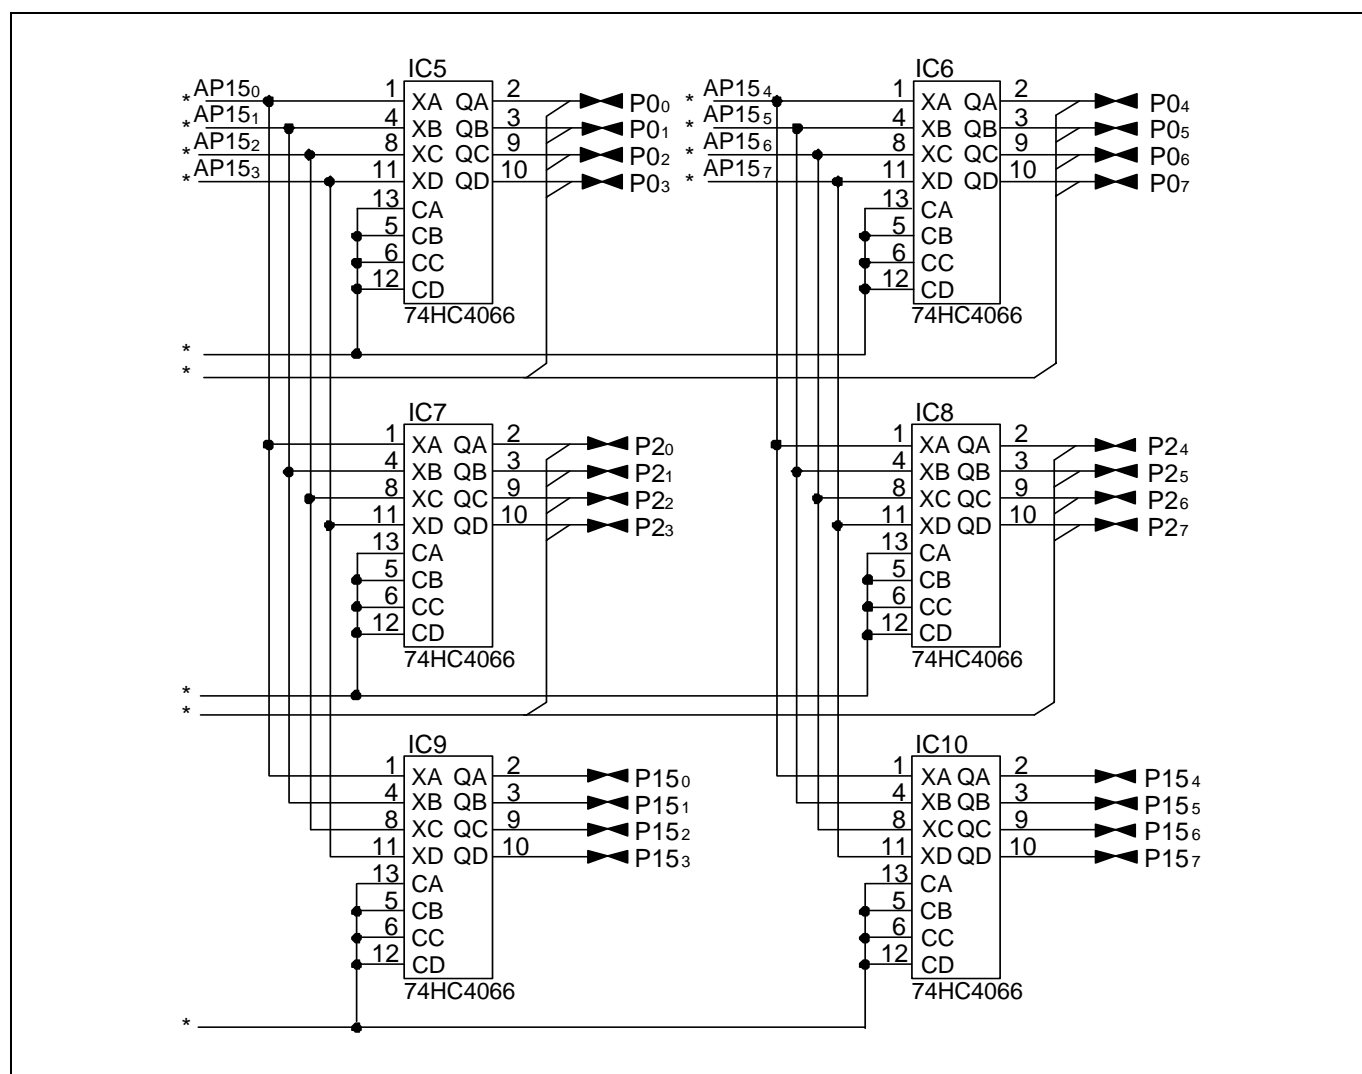 IC5 IC6
* AP150 1 XA QA 2 P00 * AP154 1 XA QA 2 P04
* AP151 4 XB QB 3 P01 * AP155 4 XB QB 3 P05
* AP152 8 XC QC 9 P02 * AP156 8 XC QC 9 P06
* AP153 11 XD QD 10 P03 * AP157 11 XD QD 10 P07
13 CA 13 CA
5 CB 5 CB
6 CC 6 CC
12 CD 12 CD
74HC4066 74HC4066
*
*
IC7 IC8
1 XA QA 2 P20 1 XA QA 2 P24
4 XB QB 3 P21 4 XB QB 3 P25
8 XC QC 9 P22 8 XC QC 9 P26
11 XD QD 10 P23 11 XD QD 10 P27
13 CA 13 CA
5 CB 5 CB
6 CC 6 CC
12 CD 12 CD
74HC4066 74HC4066
*
*
IC9 IC10
1 XA QA 2 P150 1 XA QA 2 P154
4 XB QB 3 P151 4 XB QB 3 P155
8 XC QC 9 P152 8 XC QC 9 P156
11 XD QD 10 P153 11 XD QD 10 P157
13 CA 13 CA
5 CB 5 CB
6 CC 6 CC
12 CD 12 CD
74HC4066 74HC4066
*